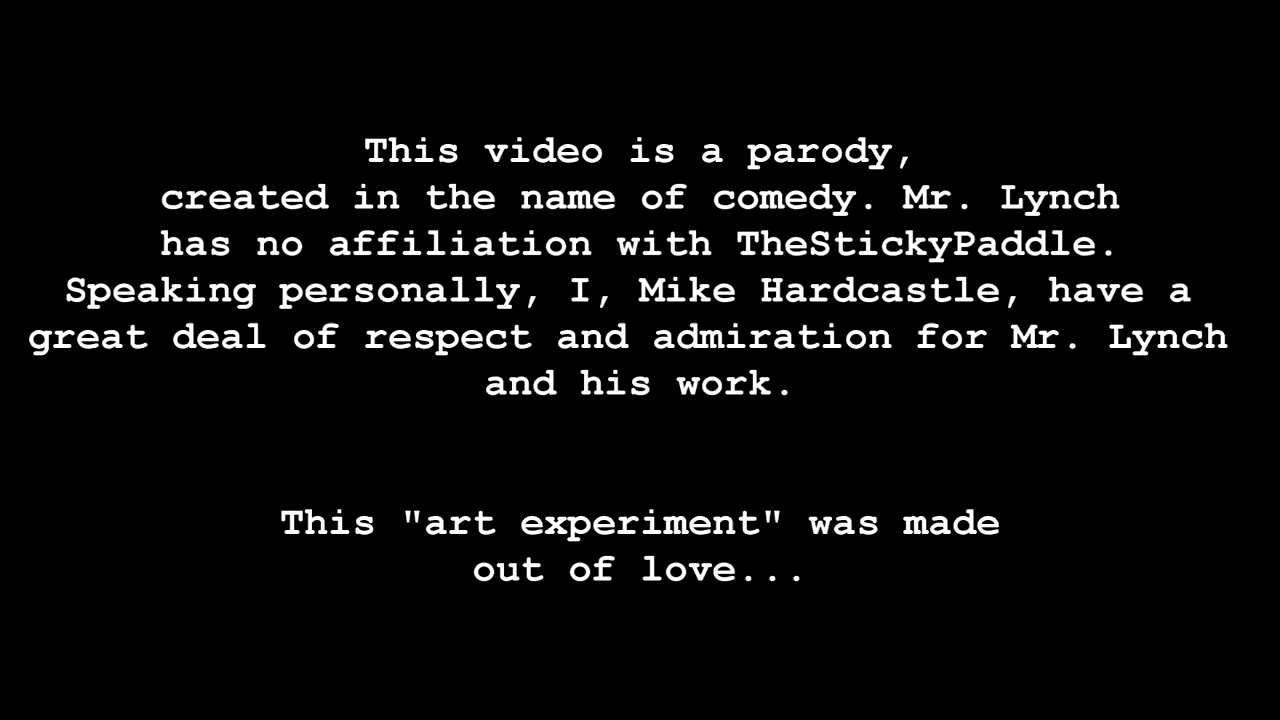 This video is a parody,
created in the name of comedy. Mr. Lynch
has no affiliation with TheStickyPaddle.
Speaking personally, I, Mike Hardcastle, have a
great deal of respect and admiration for Mr. Lynch
and his work.
This "art experiment" was made
out of love...